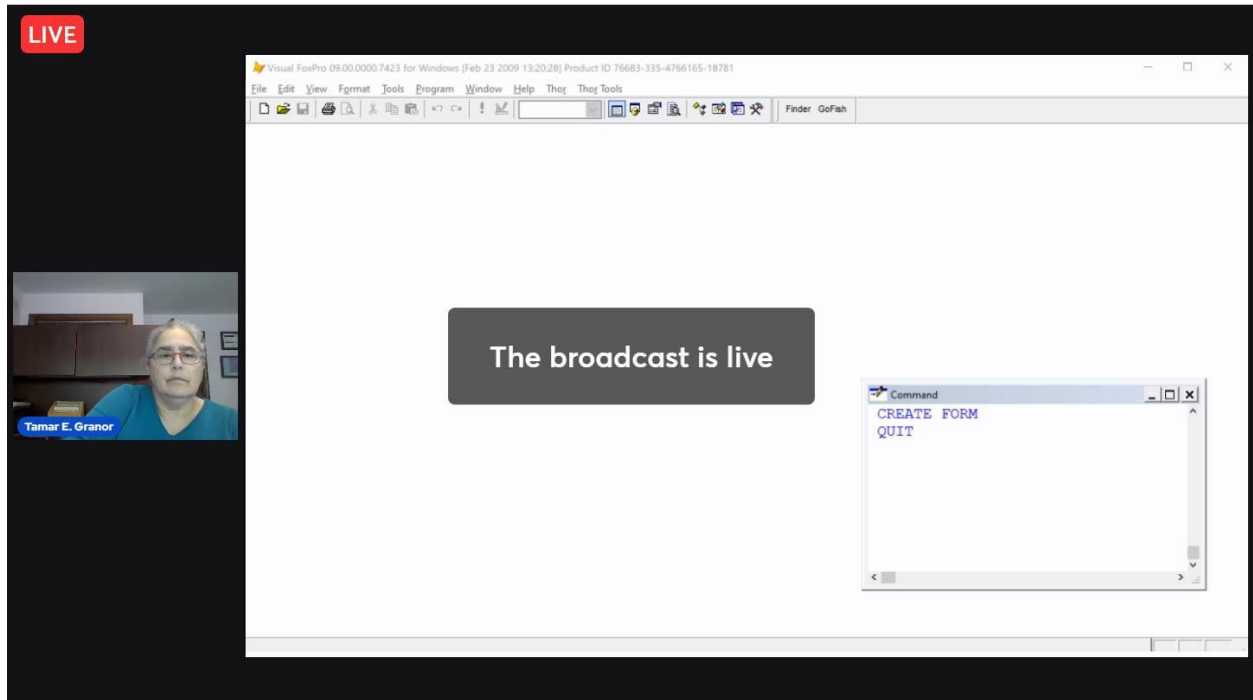 LIVE
Visual FoxPro 09.00.0000.7423 for Windows [Feb 23 2009 13:20:28] Product ID 76683-335-4766165-18781
File Edit View Format Tools Program Window Help Thor Thor Tools
Finder GoFish
The broadcast is live
Command
CREATE FORM
QUIT
Tamar E. Granor